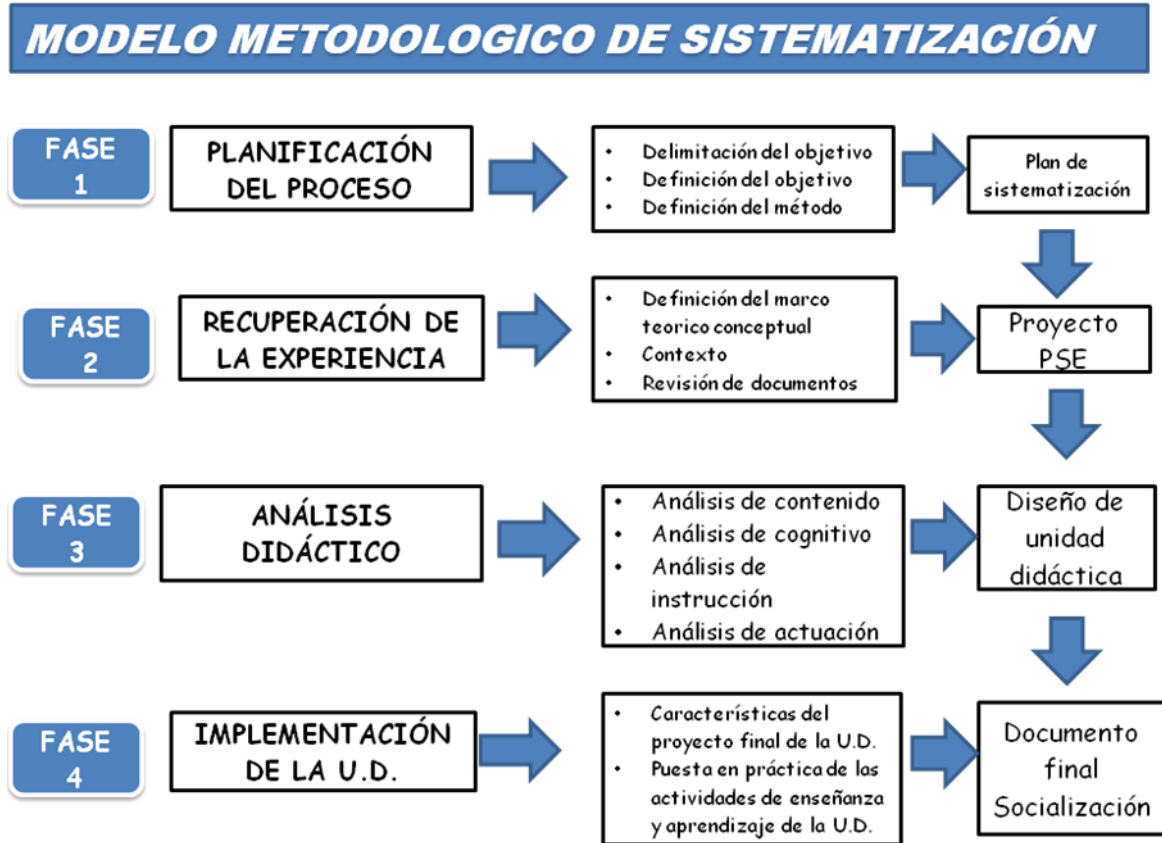 MODELO METODOLOGICO DE SISTEMATIZACIÓN
FASE
1
PLANIFICACIÓN
DEL PROCESO
• Delimitación del objetivo
• Definición del objetivo
• Definición del método
Plan de
sistematización
FASE
2
RECUPERACIÓN DE
LA EXPERIENCIA
• Definición del marco
teorico conceptual
• Contexto
• Revisión de documentos
Proyecto
PSE
FASE
3
ANÁLISIS
DIDÁCTICO
• Análisis de contenido
• Análisis de cognitivo
• Análisis de
instrucción
• Análisis de actuación
Diseño de
unidad
didáctica
FASE
4
IMPLEMENTACIÓN
DE LA U.D.
• Characterísticas del
proyecto final de la U.D.
• Puesta en práctica de las
actividades de enseñanza
y aprendizaje de la U.D.
Documento
final
Socialización